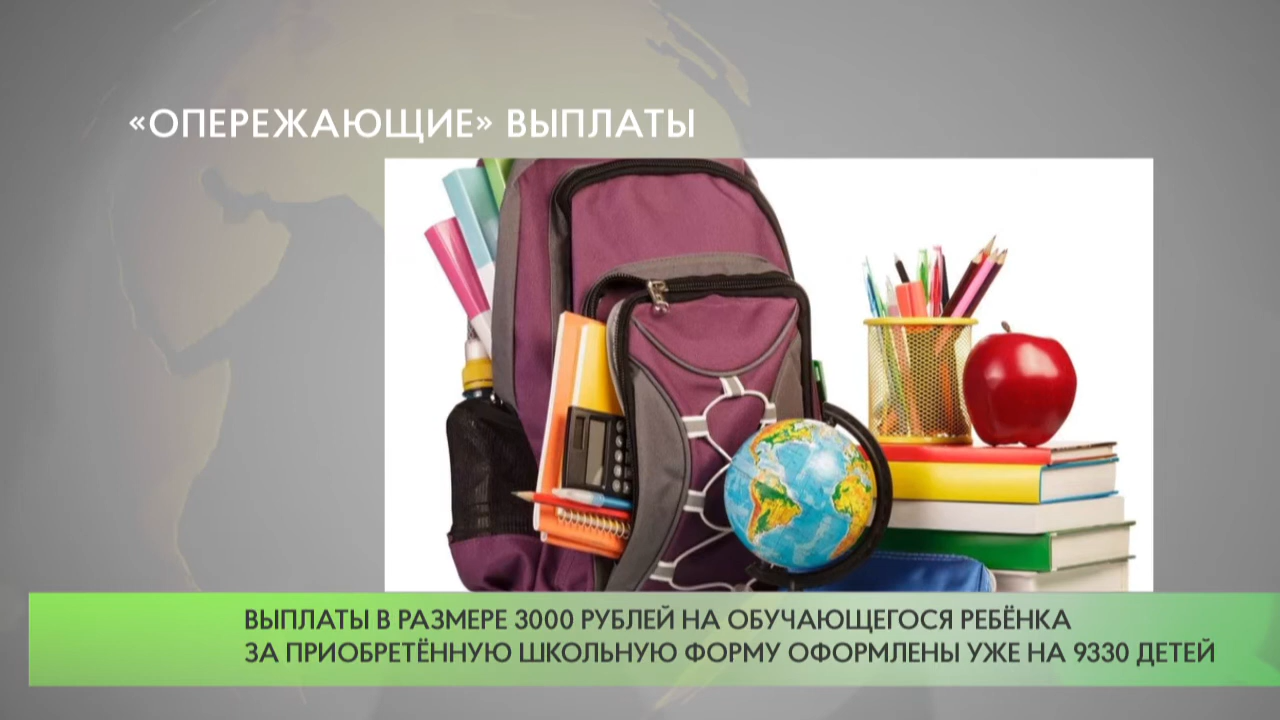 «ОПЕРЕЖАЮЩИЕ» ВЫПЛАТЫ
ВЫПЛАТЫ В РАЗМЕРЕ 3000 РУБЛЕЙ НА ОБУЧАЮЩЕГОСЯ РЕБЁНКА
ЗА ПРИОБРЕТЁННУЮ ШКОЛЬНУЮ ФОРМУ ОФОРМЛЕНЫ УЖЕ НА 9330 ДЕТЕЙ